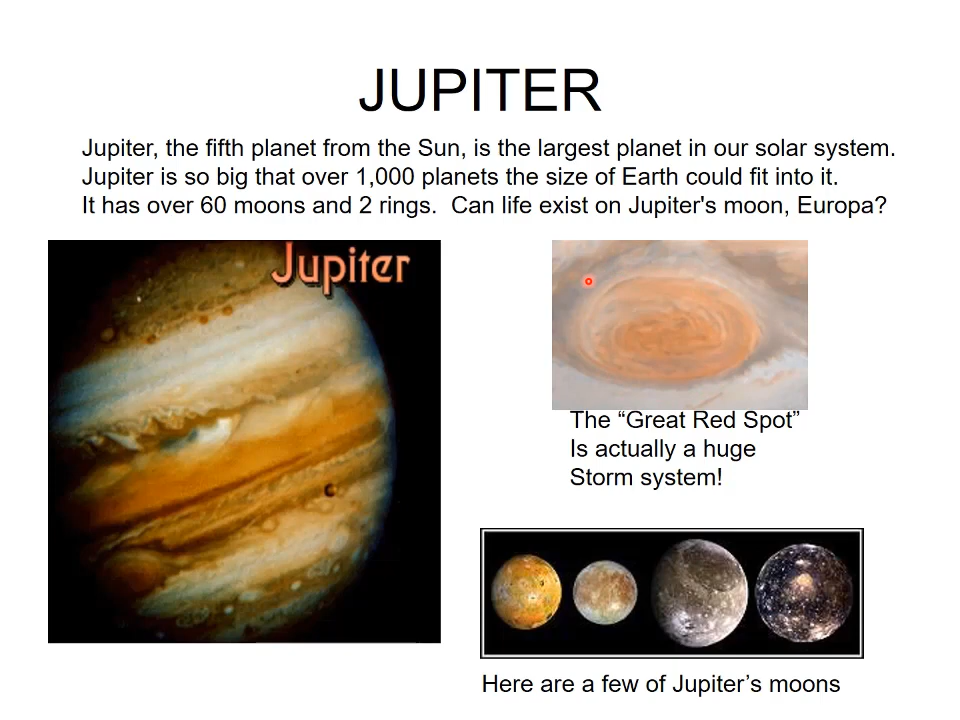 JUPITER
Jupiter, the fifth planet from the Sun, is the largest planet in our solar system.
Jupiter is so big that over 1,000 planets the size of Earth could fit into it.
It has over 60 moons and 2 rings.  Can life exist on Jupiter's moon, Europa?
Jupiter
The “Great Red Spot”
Is actually a huge
Storm system!
Here are a few of Jupiter’s moons